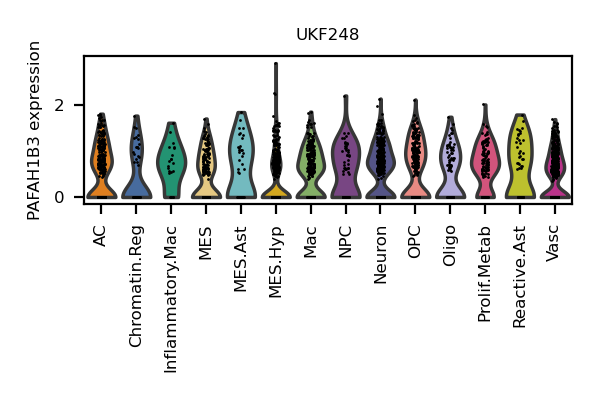 UKF248
PAFAH1B3 expression
2
0
AC
Chromatin.Reg
Inflammatory.Mac
MES
MES.Ast
MES.Hyp
Mac
NPC
Neuron
OPC
Oligo
Prolif.Metab
Reactive.Ast
Vasc